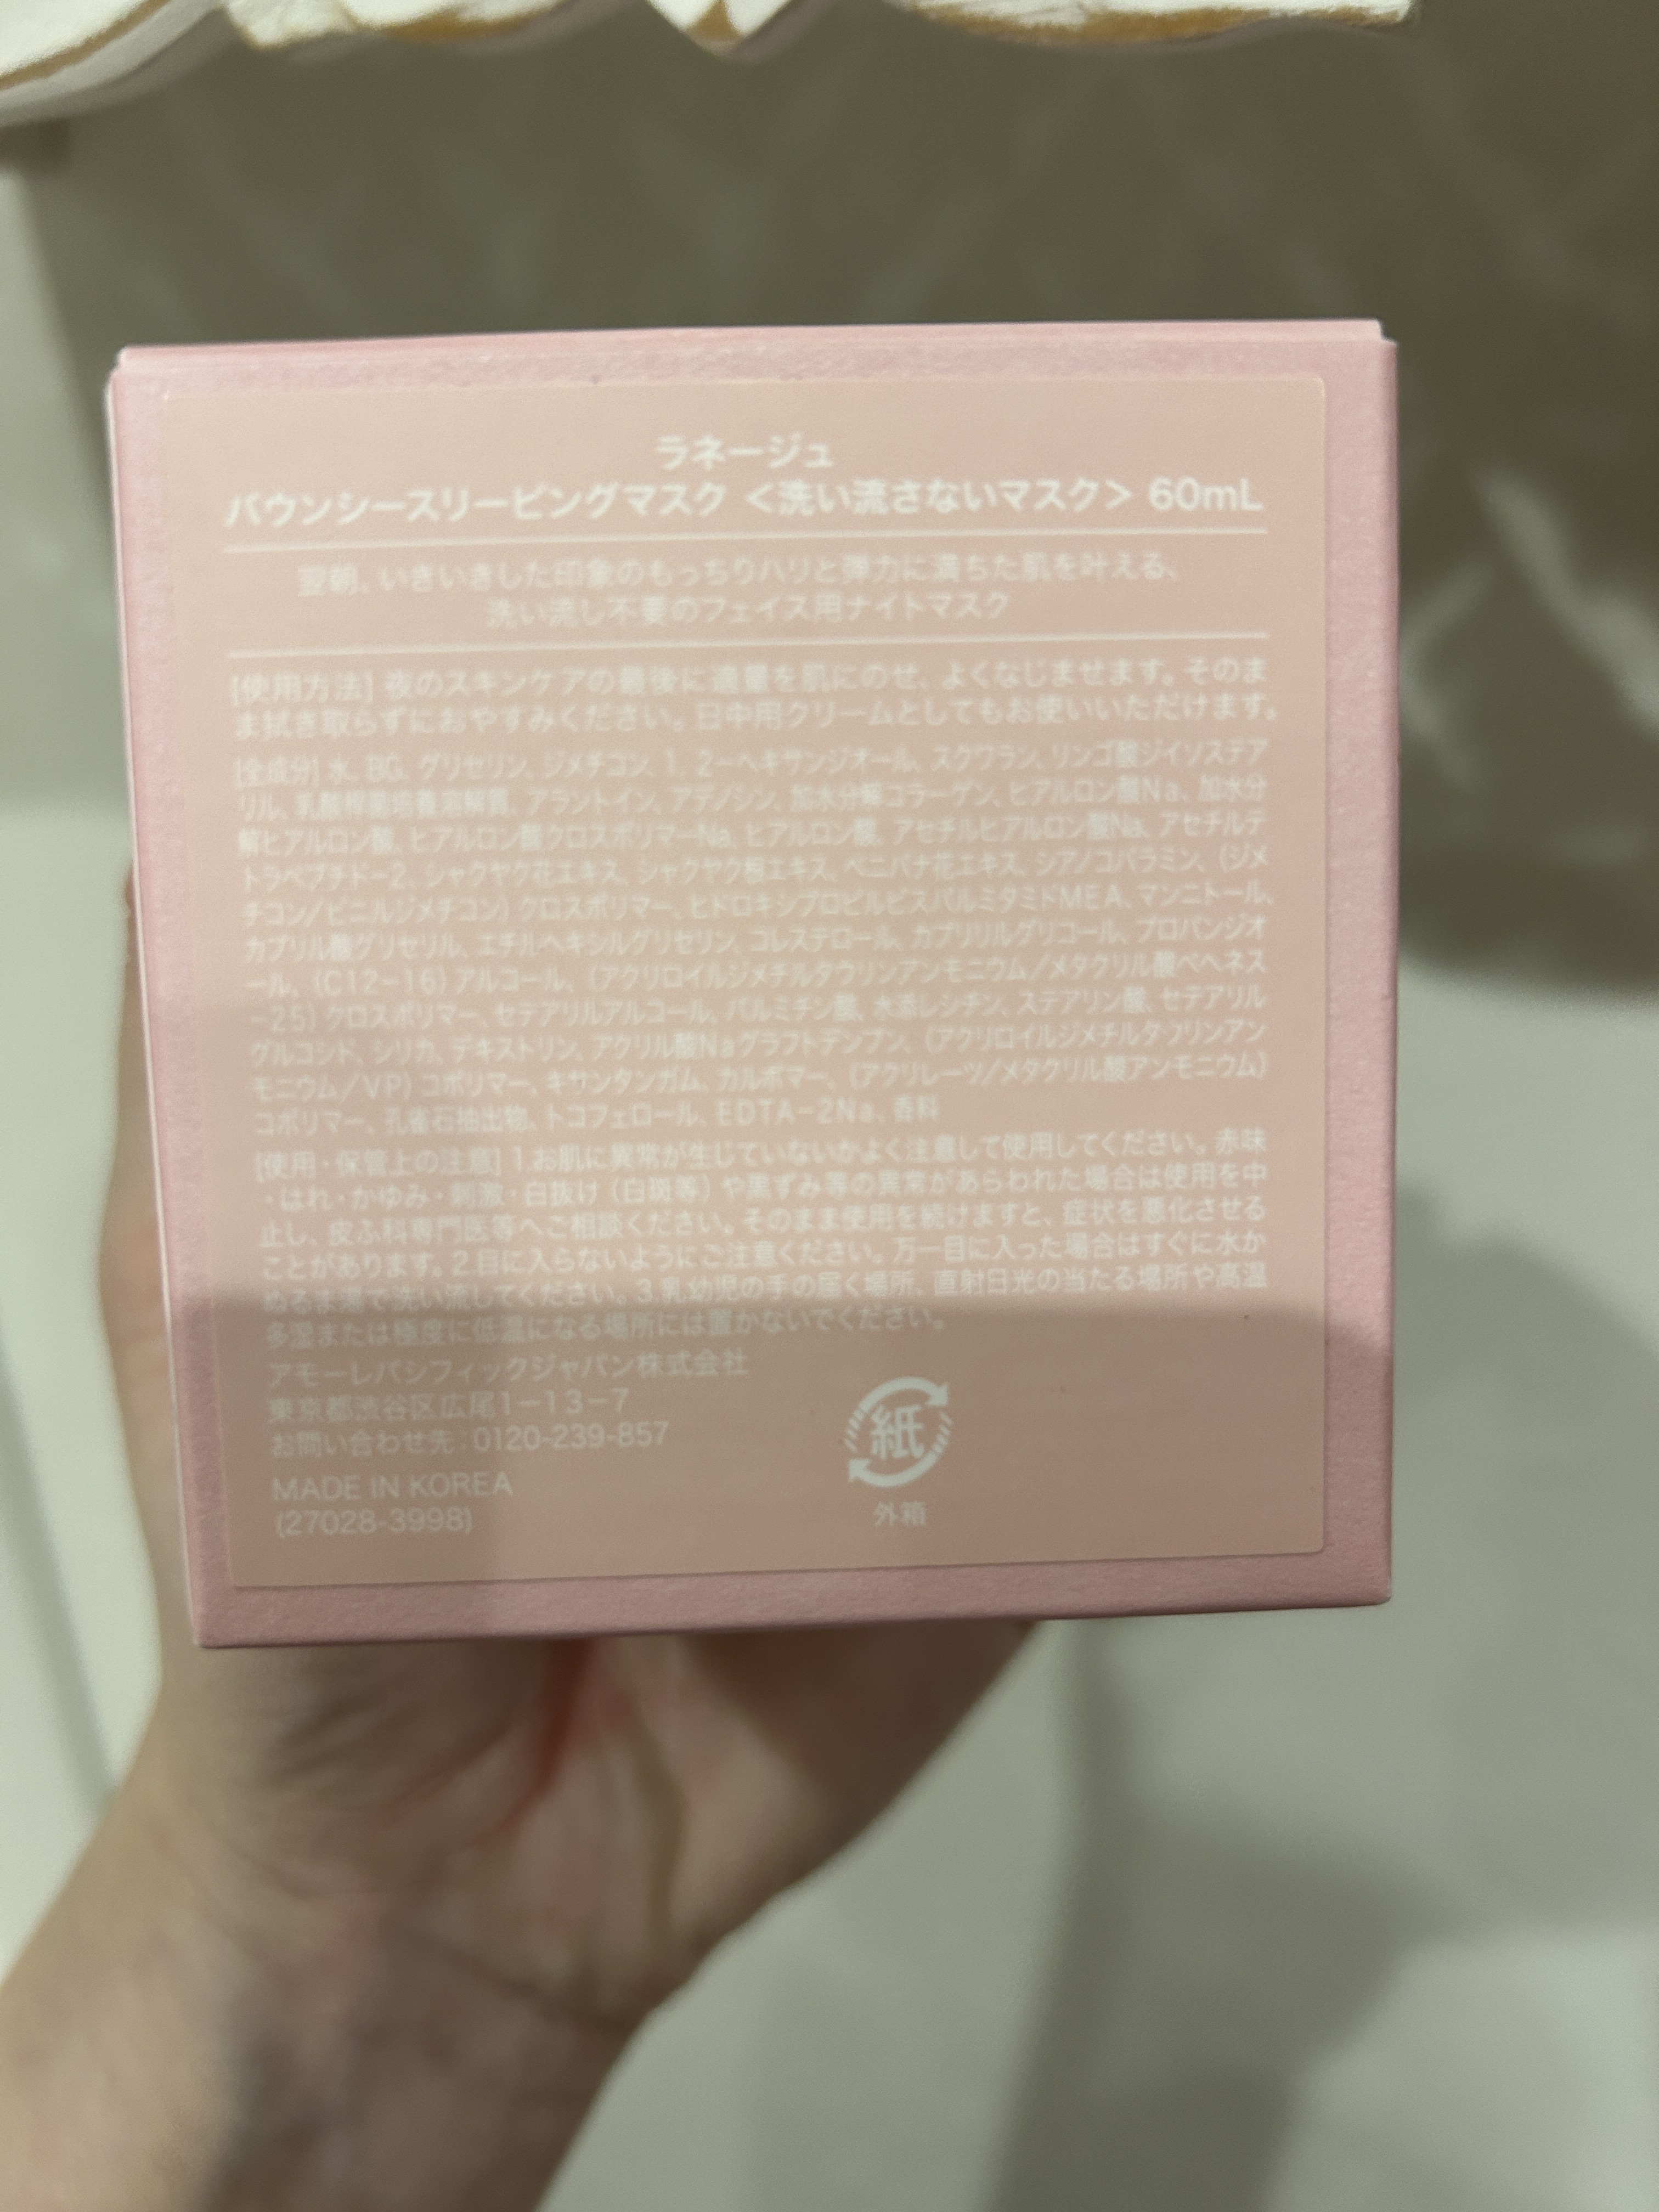 ラネージュ
バウンシースリーピングマスク <洗い流さないマスク> 60mL
翌朝、いきいきした印象のもっちりハリと弾力に満ちた肌を叶える、
洗い流し不要のフェイス用ナイトマスク
[使用方法] 夜のスキンケアの最後に適量を肌にのせ、よくなじませます。そのま
ま拭き取らずにおやすみください。日中用クリームとしてもお使いいただけます。
[全成分] 水、BG、グリセリン、ジメチコン、1,2-ヘキサンジオール、スクワラン、リンゴ酸ジイソステア
リル、乳酸桿菌培養溶解質、アラントイン、アデノシン、加水分解コラーゲン、ヒアルロン酸Na、加水分
解ヒアルロン酸、ヒアルロン酸クロスポリマーNa、ヒアルロン酸、アセチルヒアルロン酸Na、アセチルテ
トラペプチド-2、シャクヤク花エキス、シャクヤク根エキス、ベニバナ花エキス、シアノコバラミン、(ジメ
チコン/ビニルジメチコン) クロスポリマー、ヒドロキシプロピルビスパルミタミドMEA、マンニトール、
カプリル酸グリセリル、エチルヘキシルグリセリン、コレステロール、カプリリルグリコール、プロパンジオ
ール、(C12-16) アルコール、(アクリロイルジメチルタウリンアンモニウム/メタクリル酸ベヘネス
-25) クロスポリマー、セテアリルアルコール、パルミチン酸、水添レシチン、ステアリン酸、セテアリル
グルコシド、シリカ、デキストリン、アクリル酸Naグラフトデンプン、(アクリロイルジメチルタウリンアン
モニウム/VP) コポリマー、キサンタンガム、カルボマー、(アクリレーツ/メタクリル酸アンモニウム)
コポリマー、孔雀石抽出物、トコフェロール、EDTA-2Na、香料
[使用・保管上の注意] 1.お肌に異常が生じていないかよく注意して使用してください。赤味
・はれ・かゆみ・刺激・白抜け (白斑等) や黒ずみ等の異常があらわれた場合は使用を中
止し、皮ふ科専門医等へご相談ください。そのまま使用を続けますと、症状を悪化させる
ことがあります。2.目に入らないようにご注意ください。万一目に入った場合はすぐに水か
ぬるま湯で洗い流してください。3.乳幼児の手の届く場所、直射日光の当たる場所や高温
多湿または極度に低温になる場所には置かないでください。
アモーレパシフィックジャパン株式会社
東京都渋谷区広尾1-13-7
お問い合わせ先:0120-239-857
MADE IN KOREA
(27028-3998)
紙
外箱